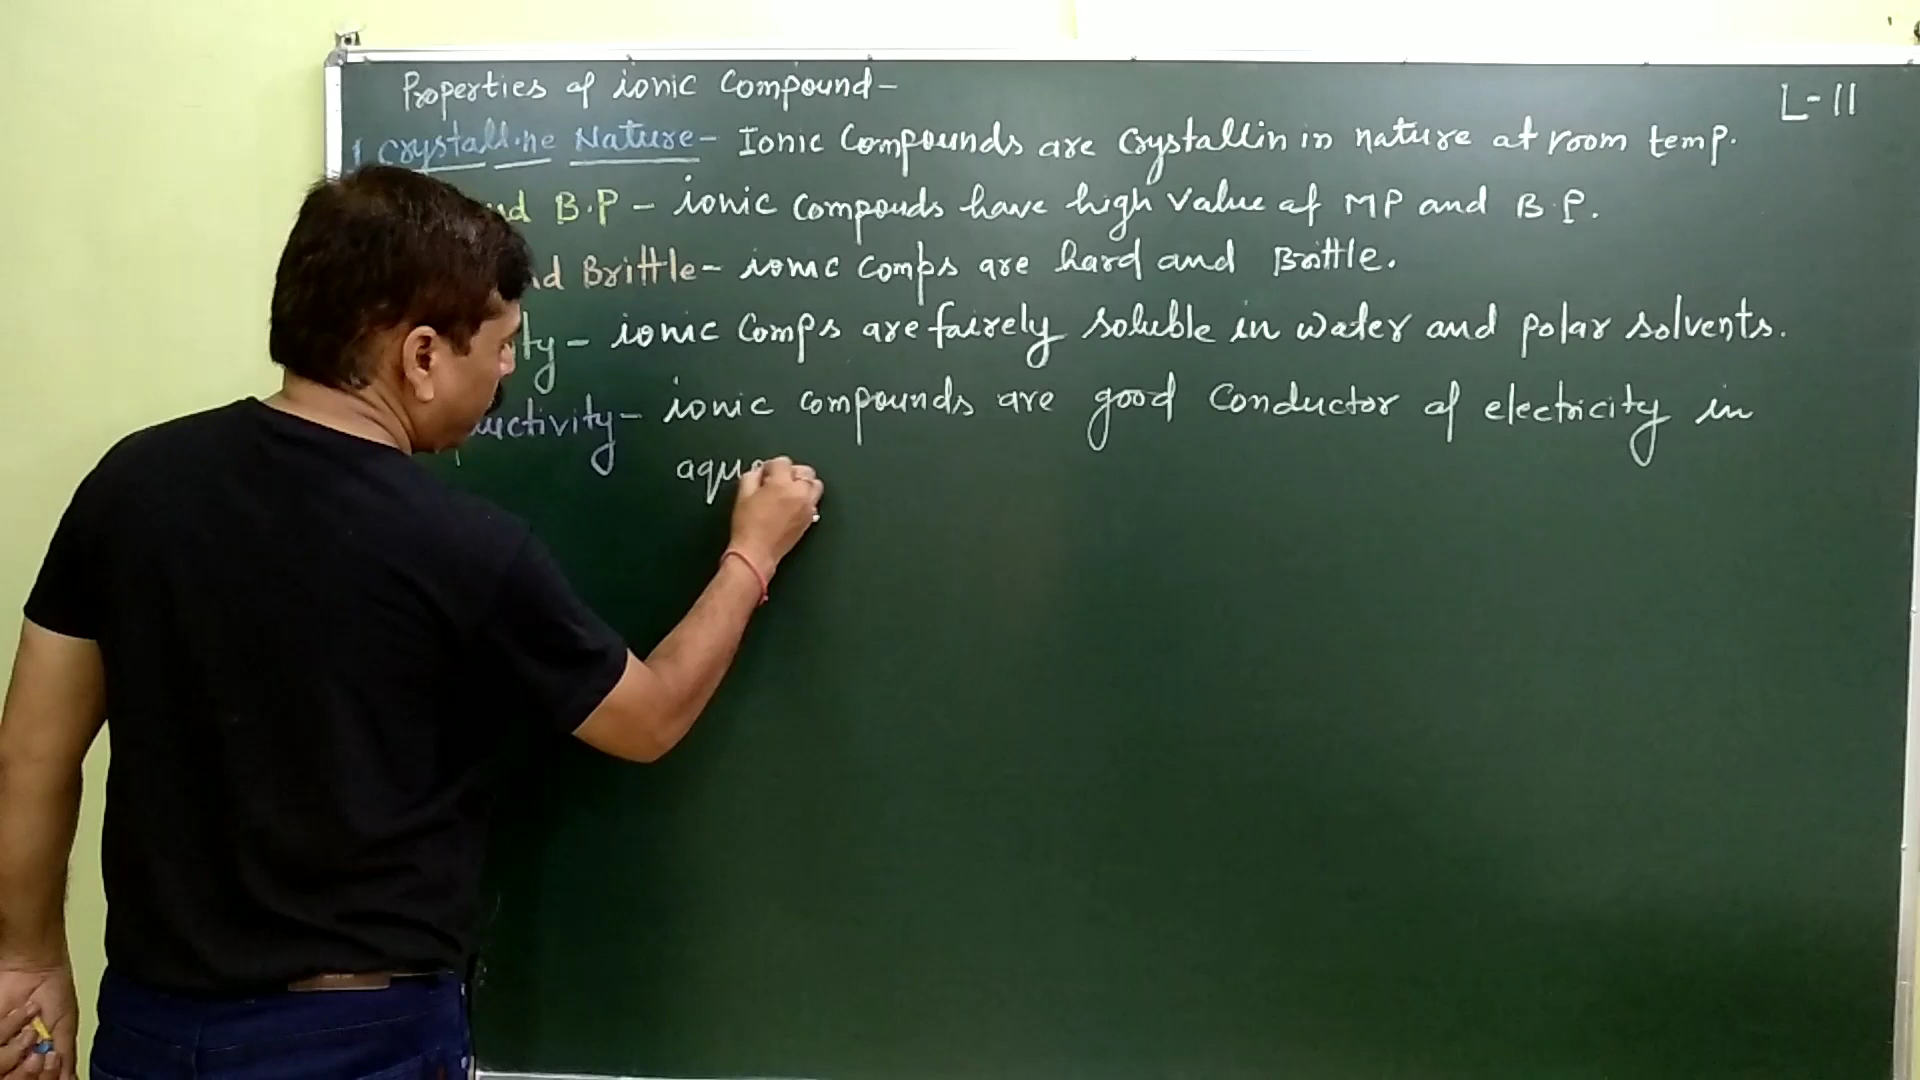 Properties of ionic Compound-
L-11
1 Crystalline Nature- Ionic Compounds are Crystallin in nature at room temp.
B.P - ionic Compouds have high Value of MP and B.P.
Brittle- ionic Comps are hard and Brittle.
ionic Comps are fairely soluble in water and polar solvents.
ionic compounds are good Conductor of electricity in